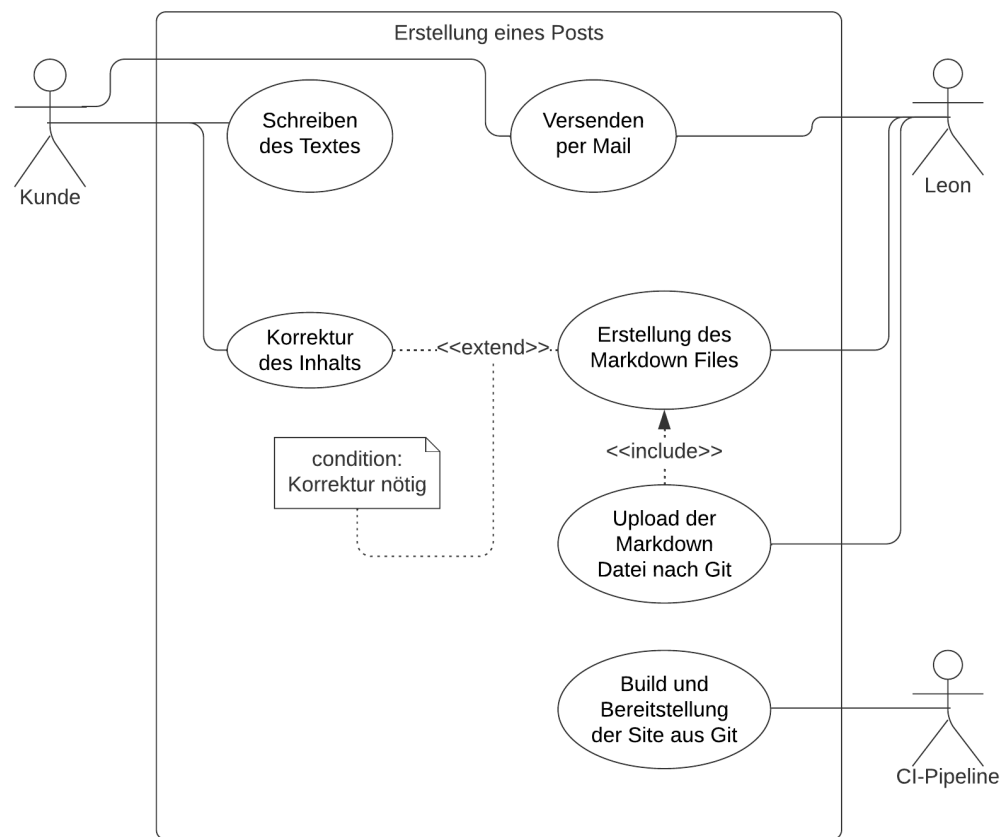 Erstellung eines Posts
Schreiben
des Textes
Versenden
per Mail
Kunde
Leon
Korrektur
des Inhalts
<<extend>>
Erstellung des
Markdown Files
condition:
Korrektur nötig
<<include>>
Upload der
Markdown
Datei nach Git
Build und
Bereitstellung
der Site aus Git
CI-Pipeline